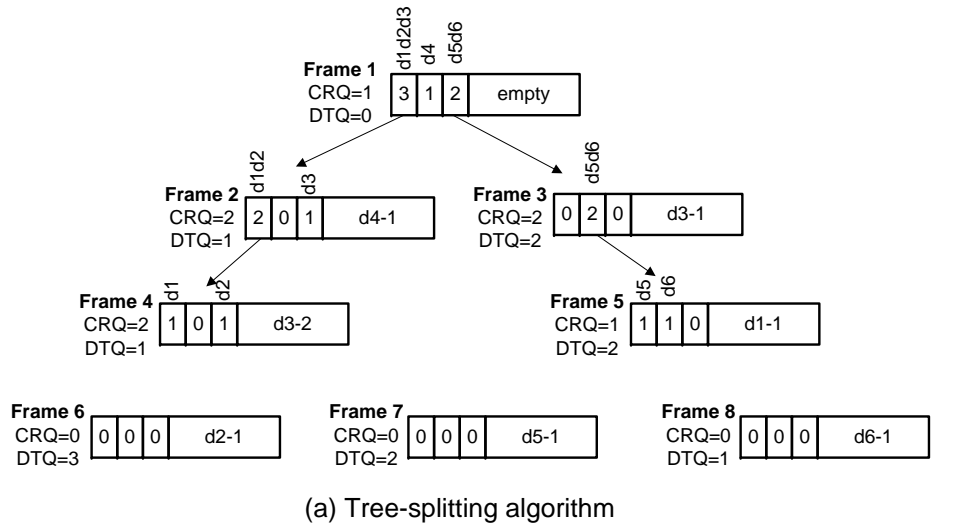 d1d2d3 d4 d5d6
Frame 1
CRQ=1
DTQ=0
3 1 2 empty
d1d2 d3
Frame 2
CRQ=2
DTQ=1
2 0 1 d4-1
d5d6
Frame 3
CRQ=2
DTQ=2
0 2 0 d3-1
d1 d2
Frame 4
CRQ=2
DTQ=1
1 0 1 d3-2
d5 d6
Frame 5
CRQ=1
DTQ=2
1 1 0 d1-1
Frame 6
CRQ=0
DTQ=3
0 0 0 d2-1
Frame 7
CRQ=0
DTQ=2
0 0 0 d5-1
Frame 8
CRQ=0
DTQ=1
0 0 0 d6-1
(a) Tree-splitting algorithm